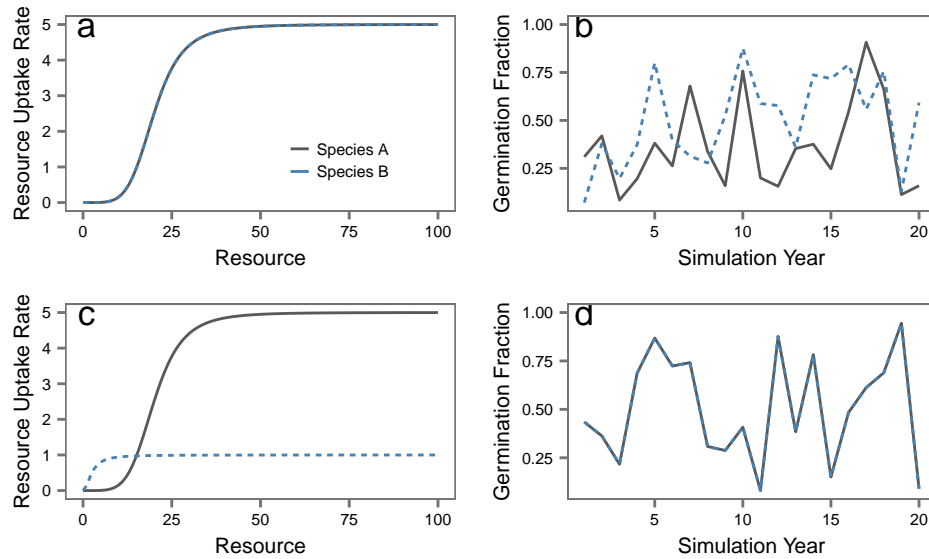 a
Resource Uptake Rate
5
4
3
2
1
0
Species A
Species B
0 25 50 75 100
Resource
b
Germination Fraction
1.00
0.75
0.50
0.25
5 10 15 20
Simulation Year
c
Resource Uptake Rate
5
4
3
2
1
0
0 25 50 75 100
Resource
d
Germination Fraction
1.00
0.75
0.50
0.25
5 10 15 20
Simulation Year